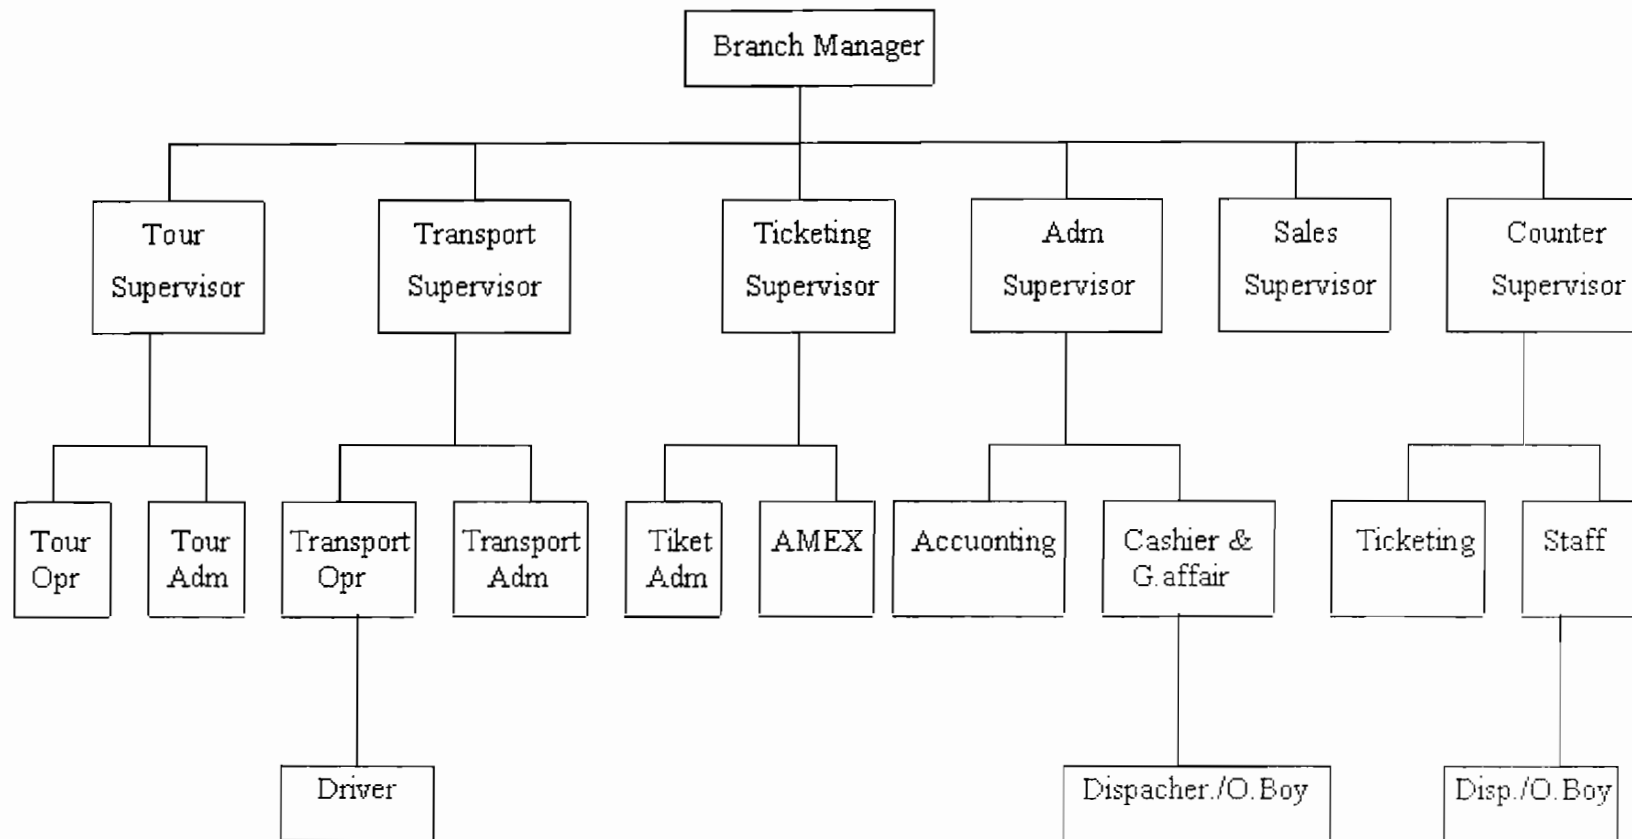 Branch Manager
Tour
Supervisor
Transport
Supervisor
Ticketing
Supervisor
Adm
Supervisor
Sales
Supervisor
Counter
Supervisor
Tour
Opr
Tour
Adm
Transport
Opr
Transport
Adm
Tiket
Adm
AMEX
Accuonting
Cashier &
G.affair
Ticketing
Staff
Driver
Dispacher./O.Boy
Disp./O.Boy